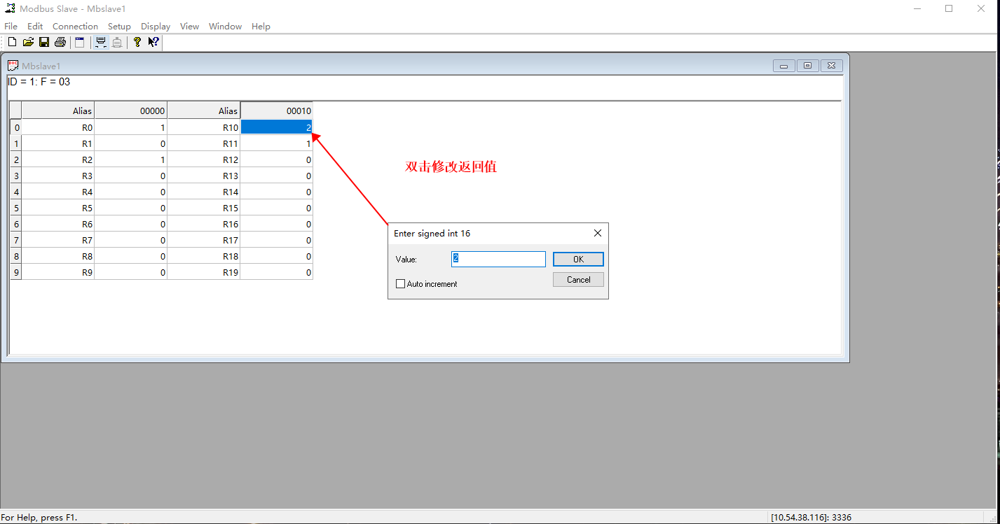 Modbus Slave - Mbslave1
File Edit Connection Setup Display View Window Help
Mbslave1
ID = 1: F = 03
Alias 00000 Alias 00010
0 R0 1 R10 2
1 R1 0 R11 1
2 R2 1 R12 0
3 R3 0 R13 0
4 R4 0 R14 0
5 R5 0 R15 0
6 R6 0 R16 0
7 R7 0 R17 0
8 R8 0 R18 0
9 R9 0 R19 0
双击修改返回值
Enter signed int 16
Value: 2 OK
Auto increment Cancel
For Help, press F1. [10.54.38.116]: 3336